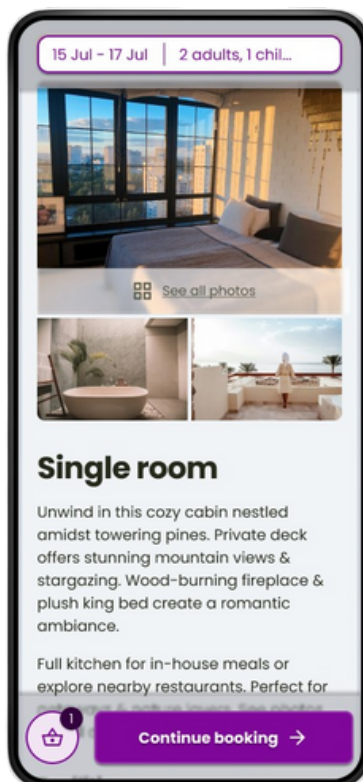 15 Jul - 17 Jul
2 adults, 1 chil...
See all photos
Single room
Unwind in this cozy cabin nestled
amidst towering pines. Private deck
offers stunning mountain views &
stargazing. Wood-burning fireplace &
plush king bed create a romantic
ambiance.
Full kitchen for in-house meals or
explore nearby restaurants. Perfect for
1
Continue booking